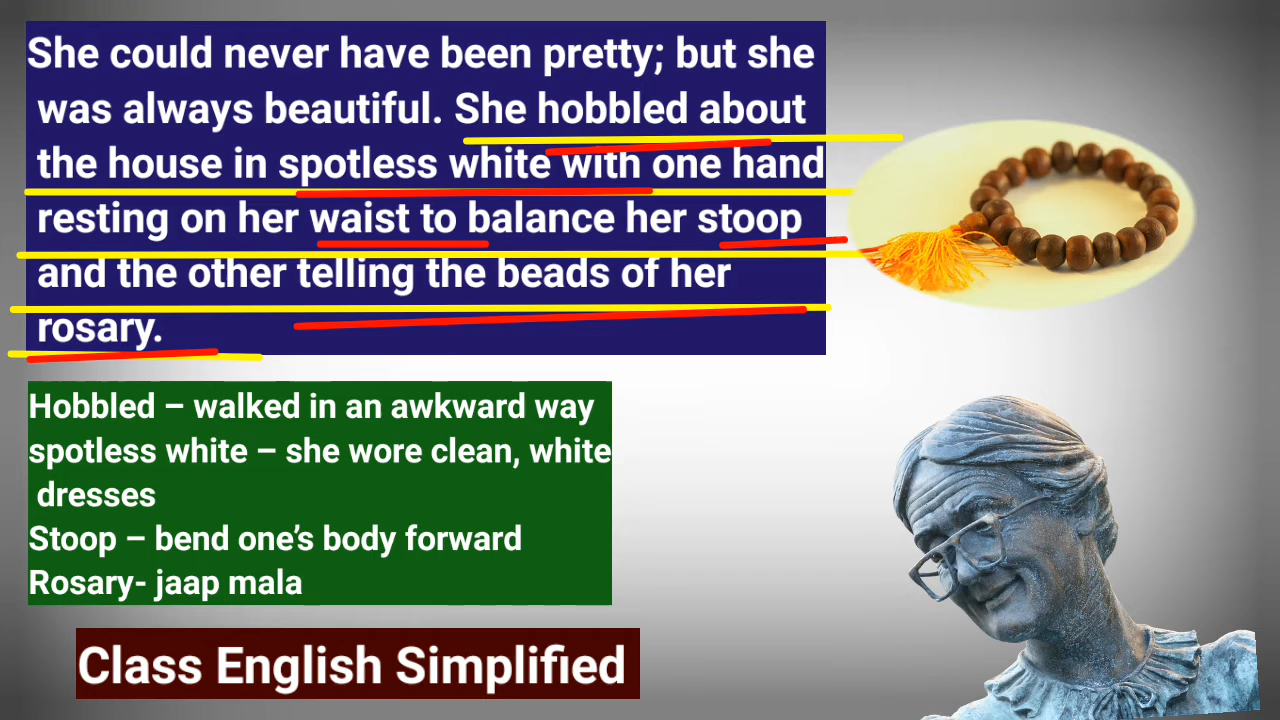 She could never have been pretty; but she
was always beautiful. She hobbled about
the house in spotless white with one hand
resting on her waist to balance her stoop
and the other telling the beads of her
rosary.
Hobbled – walked in an awkward way
spotless white – she wore clean, white
dresses
Stoop – bend one’s body forward
Rosary- jaap mala
Class English Simplified